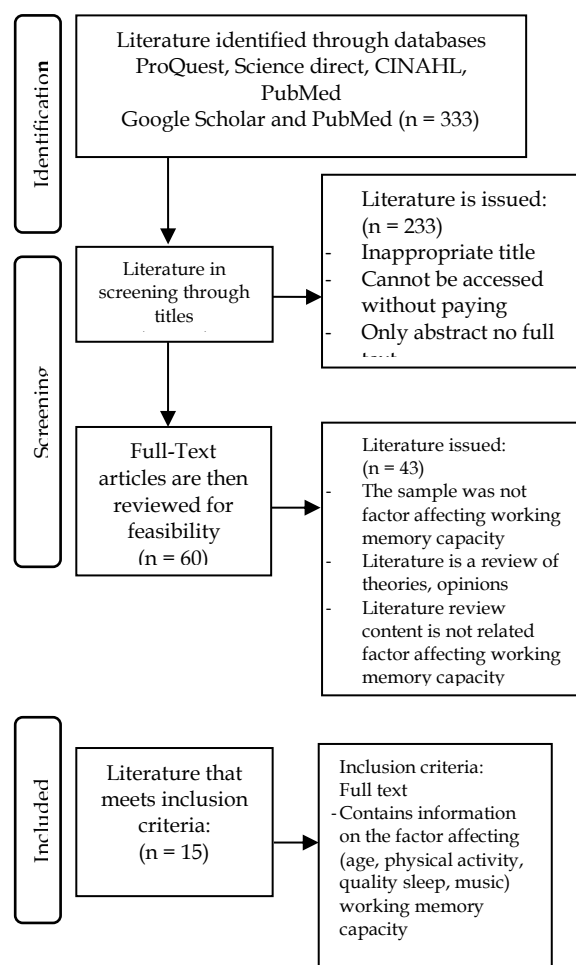 Identification
Literature identified through databases
ProQuest, Science direct, CINAHL,
PubMed
Google Scholar and PubMed (n = 333)
Literature is issued:
(n = 233)
- Inappropriate title
- Cannot be accessed
without paying
- Only abstract no full
Screening
Literature in
screening through
titles
Full-Text
articles are then
reviewed for
feasibility
(n = 60)
Literature issued:
(n = 43)
- The sample was not
factor affecting working
memory capacity
- Literature is a review of
theories, opinions
- Literature review
content is not related
factor affecting working
memory capacity
Included
Literature that
meets inclusion
criteria:
(n = 15)
Inclusion criteria:
Full text
- Contains information
on the factor affecting
(age, physical activity,
quality sleep, music)
working memory
capacity